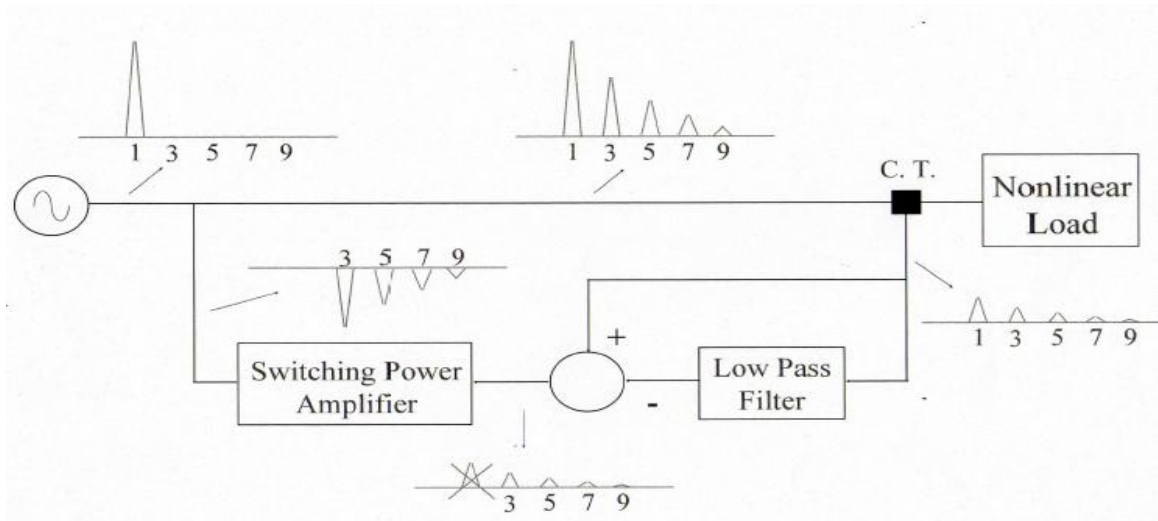 1 3 5 7 9
1 3 5 7 9
C. T.
Nonlinear
Load
3 5 7 9
1 3 5 7 9
+
Switching Power
Amplifier
Low Pass
Filter
-
3 5 7 9